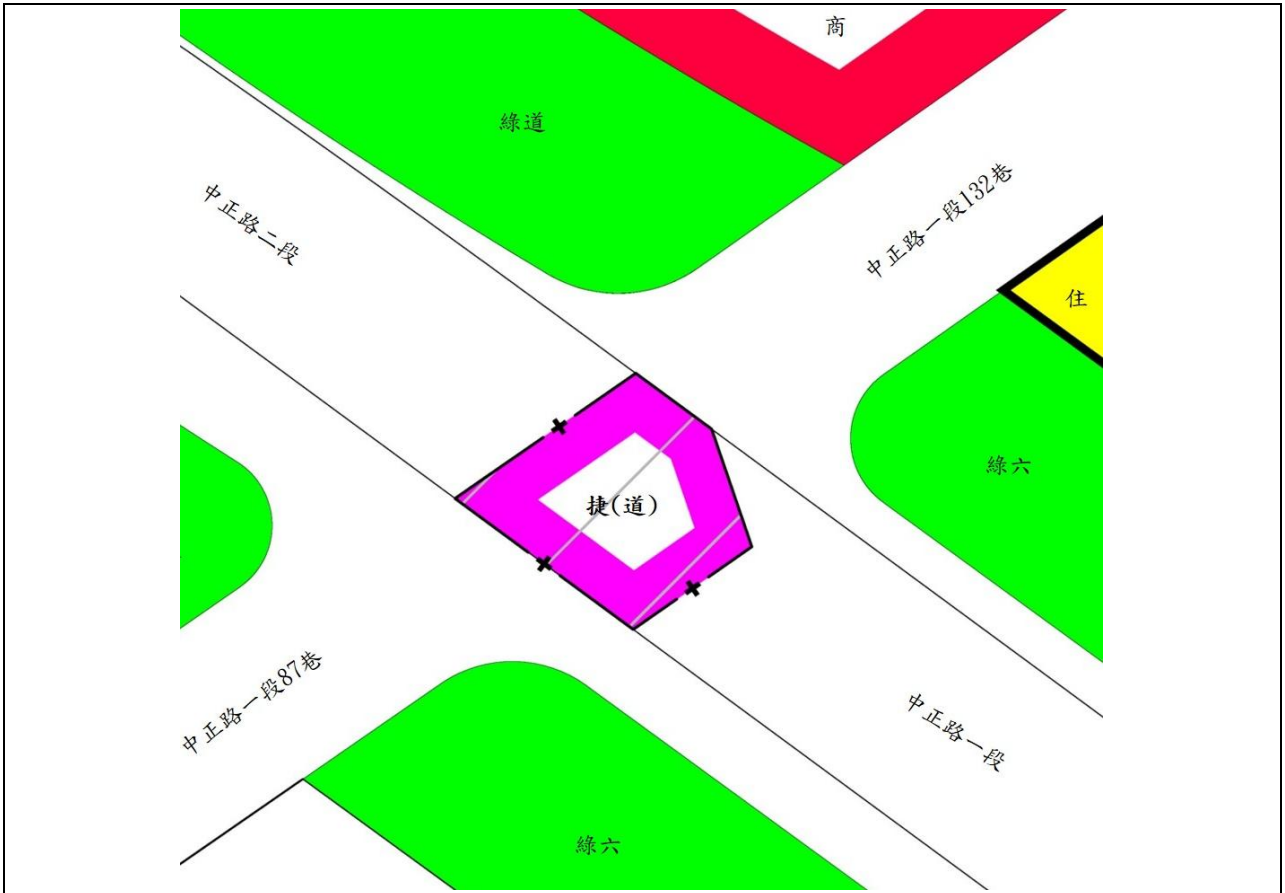 商
綠道
中正路二段
中正路一段132巷
住
綠六
捷(道)
中正路一段87巷
中正路一段
綠六